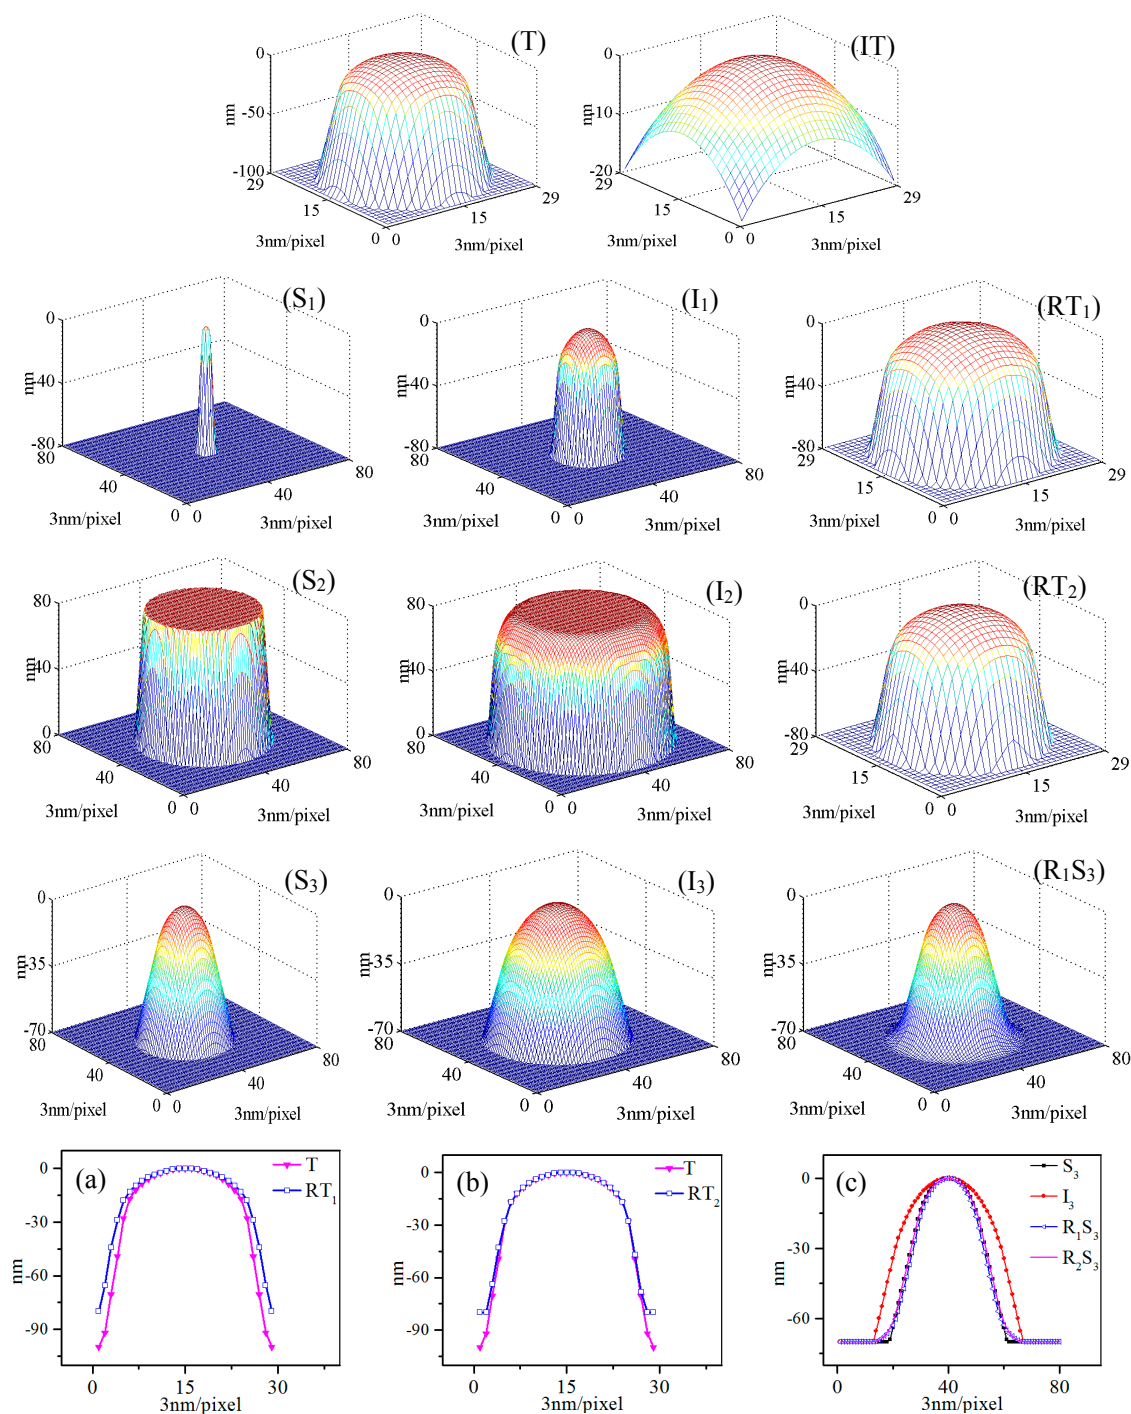 (T)
0
-50
-100
nm
29
15
0
3nm/pixel
0
15
29
3nm/pixel
(IT)
0
-10
-20
nm
29
15
0
3nm/pixel
0
15
29
3nm/pixel
(S1)
0
-40
-80
nm
80
40
0
3nm/pixel
0
40
80
3nm/pixel
(I1)
0
-40
-80
nm
80
40
0
3nm/pixel
0
40
80
3nm/pixel
(RT1)
0
-40
-80
nm
29
15
0
3nm/pixel
0
15
29
3nm/pixel
(S2)
80
40
0
nm
80
40
0
3nm/pixel
0
40
80
3nm/pixel
(I2)
80
40
0
nm
80
40
0
3nm/pixel
0
40
80
3nm/pixel
(RT2)
0
-40
-80
nm
29
15
0
3nm/pixel
0
15
29
3nm/pixel
(S3)
0
-35
-70
nm
80
40
0
3nm/pixel
0
40
80
3nm/pixel
(I3)
0
-35
-70
nm
80
40
0
3nm/pixel
0
40
80
3nm/pixel
(R1S3)
0
-35
-70
nm
80
40
0
3nm/pixel
0
40
80
3nm/pixel
(a)
T
RT1
0
-30
-60
-90
nm
0
15
30
3nm/pixel
(b)
T
RT2
0
-30
-60
-90
nm
0
15
30
3nm/pixel
(c)
S3
I3
R1S3
R2S3
0
-30
-60
nm
0
40
80
3nm/pixel